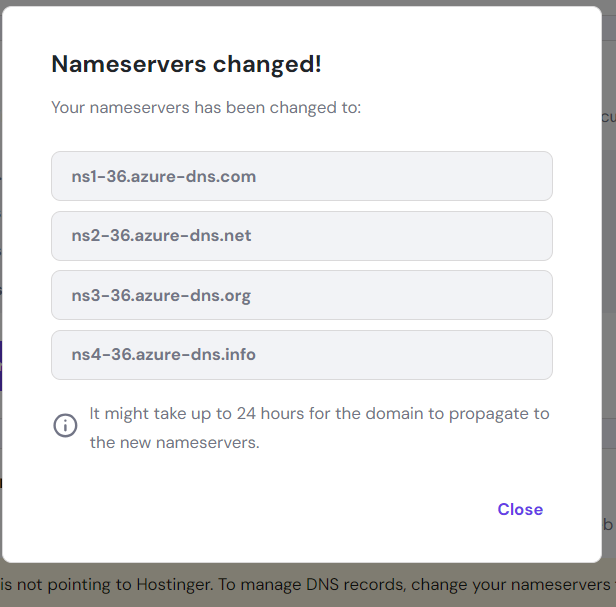 Nameservers changed!
Your nameservers has been changed to:
ns1-36.azure-dns.com
ns2-36.azure-dns.net
ns3-36.azure-dns.org
ns4-36.azure-dns.info
It might take up to 24 hours for the domain to propagate to
the new nameservers.
Close
is not pointing to Hostinger. To manage DNS records, change your nameservers